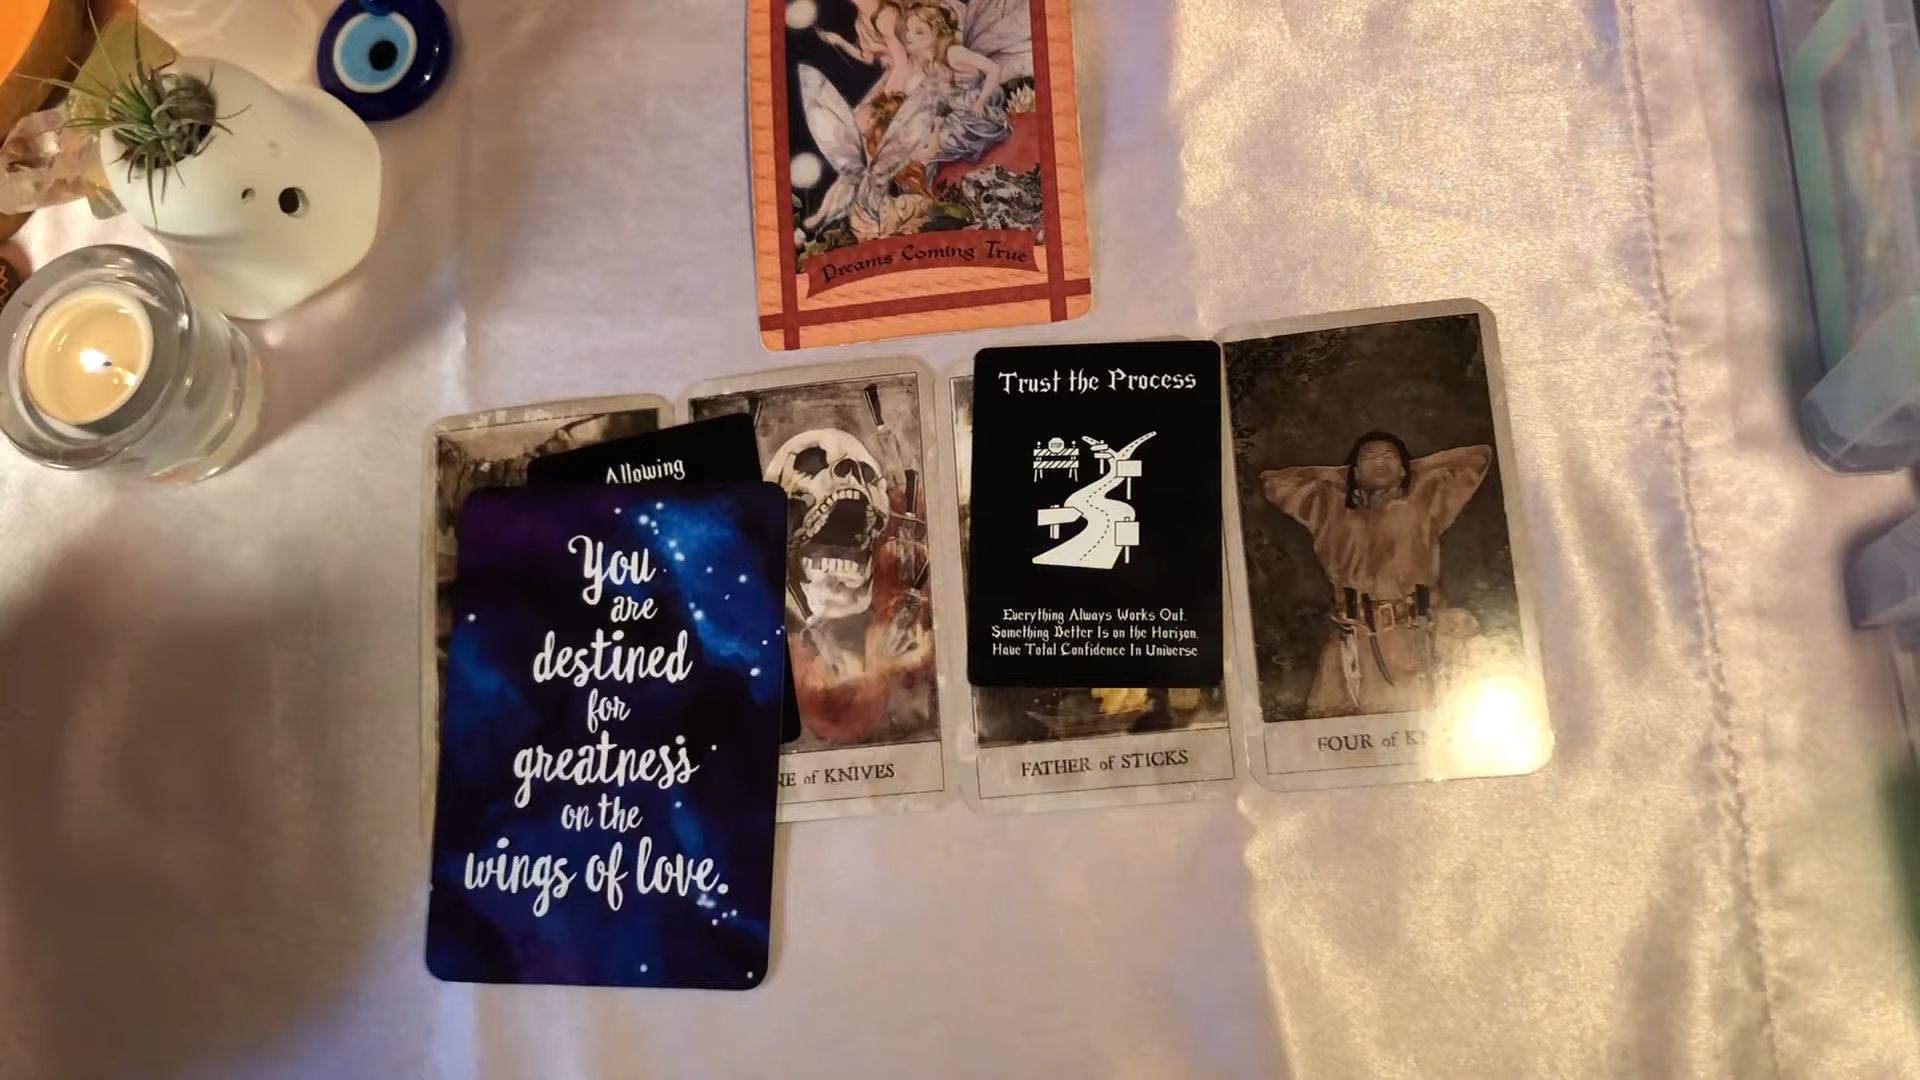 Dreams Coming True
Trust the Process
STOP
Everything Always Works Out.
Something Better Is on the Horizon.
Have Total Confidence In Universe
Allowing
You
are
destined
for
greatness
on the
wings of love.
of KNIVES
FATHER of STICKS
FOUR of